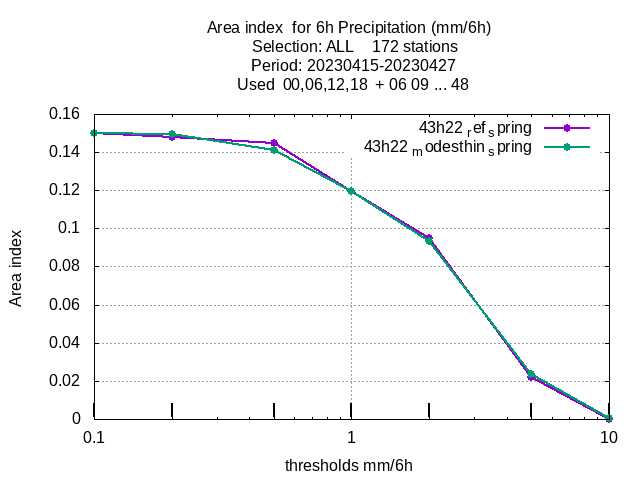 Area index  for 6h Precipitation (mm/6h)
Selection: ALL    172 stations
Period: 20230415-20230427
Used  00,06,12,18  + 06 09 ... 48
0.16
43h22 ref spring
0.14
43h22 modesthin spring
0.12
0.1
0.08
0.06
0.04
0.02
0
0.1 1 10
Area index
thresholds mm/6h